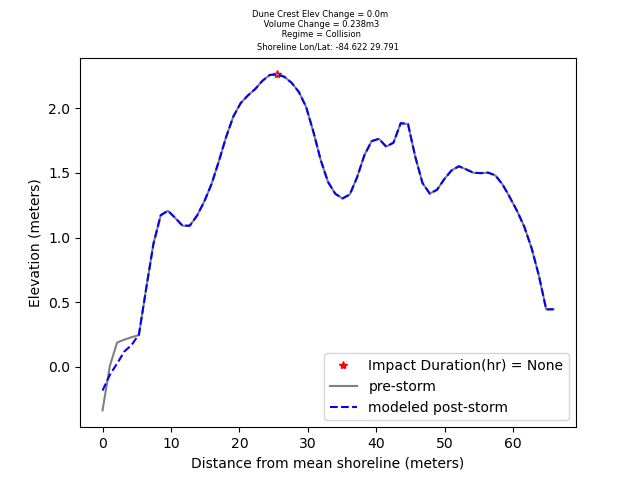 Dune Crest Elev Change = 0.0m
Volume Change = 0.238m3
Regime = Collision
Shoreline Lon/Lat: -84.622 29.791
Elevation (meters)
2.0
1.5
1.0
0.5
0.0
Impact Duration(hr) = None
pre-storm
modeled post-storm
0 10 20 30 40 50 60
Distance from mean shoreline (meters)